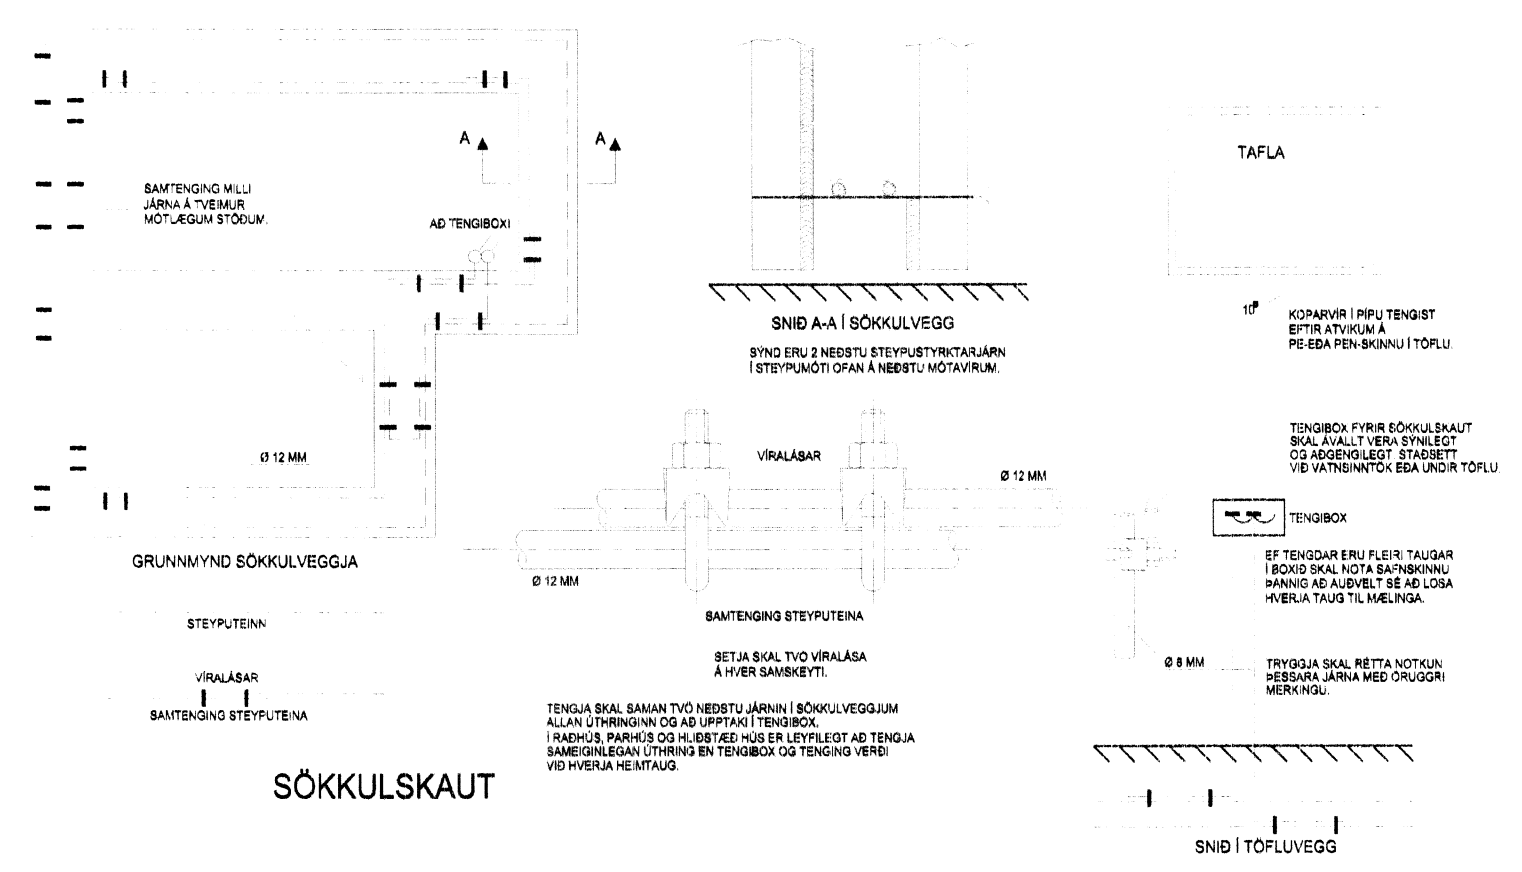 A
A
SAMTENGING MILLI
JÁRNA Á TVEIMUR
MÓTLÆGUM STÖÐUM.
AÐ TENGIBOXI
Ø 12 MM
GRUNNMYND SÖKKULVEGGJA
STEYPUTEINN
VÍRALÁSAR
SAMTENGING STEYPUTEINA
SÖKKULSKAUT
SNIÐ A-A Í SÖKKULVEGG
SÝND ERU 2 NEÐSTU STEYPUSTYRKTARJÁRN
Í STEYPUMÓTI OFAN Á NEÐSTU MÓTAVÍRUM.
VÍRALÁSAR
Ø 12 MM
Ø 12 MM
SAMTENGING STEYPUTEINA
SETJA SKAL TVO VÍRALÁSA
Á HVER SAMSKEYTI.
TENGJA SKAL SAMAN TVÖ NEÐSTU JÁRNIN Í SÖKKULVEGGJUM
ALLAN ÚTHRINGINN OG AÐ UPPTAKI Í TENGIBOX.
Í RAÐHÚS, PARHÚS OG HLIÐSTÆÐ HÚS ER LEYFILEGT AÐ TENGJA
SAMEIGINLEGAN ÚTHRING EN TENGIBOX OG TENGING VERÐI
VIÐ HVERJA HEIMTAUG.
TAFLA
10
KOPARVÍR Í PÍPU TENGIST
EFTIR ATVIKUM Á
PE-EÐA PEN-SKINNU Í TÖFLU.
TENGIBOX FYRIR SÖKKULSKAUT
SKAL ÁVALLT VERA SÝNILEGT
OG AÐGENGILEGT STAÐSETT
VIÐ VATNSINNTÖK EÐA UNDIR TÖFLU.
TENGIBOX
EF TENGDAR ERU FLEIRI TAUGAR
Í BOXIÐ SKAL NOTA SAFNSKINNU
ÞANNIG AÐ AUÐVELT SÉ AÐ LOSA
HVERJA TAUG TIL MÆLINGA.
Ø 8 MM
TRYGGJA SKAL RÉTTA NOTKUN
ÞESSARA JÁRNA MEÐ ÖRUGGRI
MERKINGU.
SNIÐ Í TÖFLUVEGG